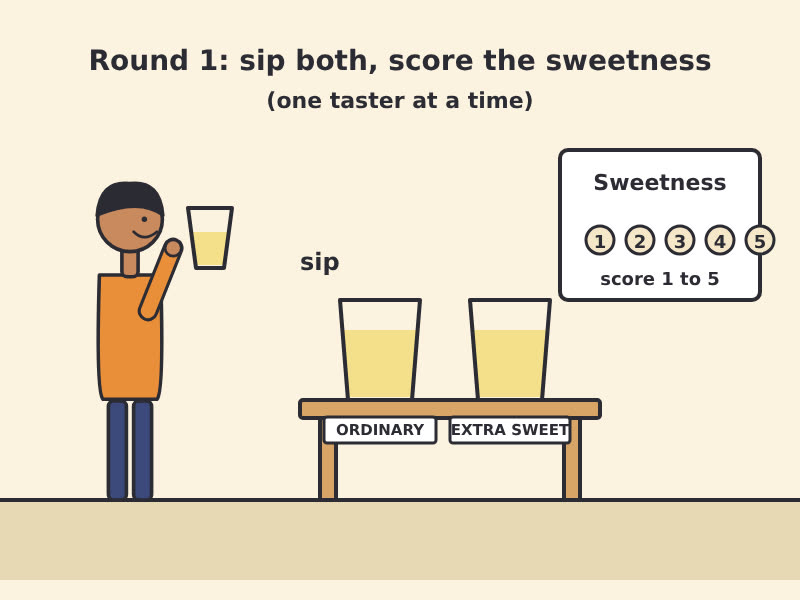 Round 1: sip both, score the sweetness
(one taster at a time)
Sweetness
1 2 3 4 5
score 1 to 5
sip
ORDINARY
EXTRA SWEET